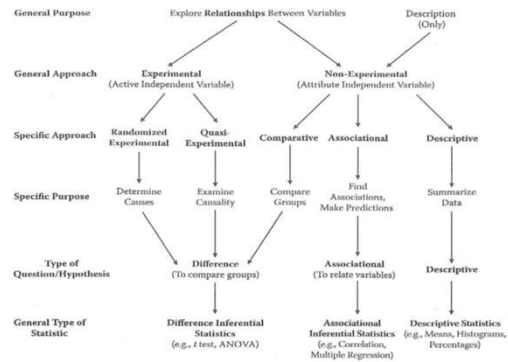 General Purpose
Explore Relationships Between Variables
Description
(Only)
General Approach
Experimental
(Active Independent Variable)
Non-Experimental
(Attribute Independent Variable)
Specific Approach
Randomized
Experimental
Quasi-
Experimental
Comparative
Associational
Descriptive
Specific Purpose
Determine
Causes
Examine
Causality
Compare
Groups
Find
Associations,
Make Predictions
Summarize
Data
Type of
Question/Hypothesis
Difference
(To compare groups)
Associational
(To relate variables)
Descriptive
General Type of
Statistic
Difference Inferential
Statistics
(e.g., t test, ANOVA)
Associational
Inferential Statistics
(e.g., Correlation,
Multiple Regression)
Descriptive Statistics
(e.g., Means, Histograms,
Percentages)